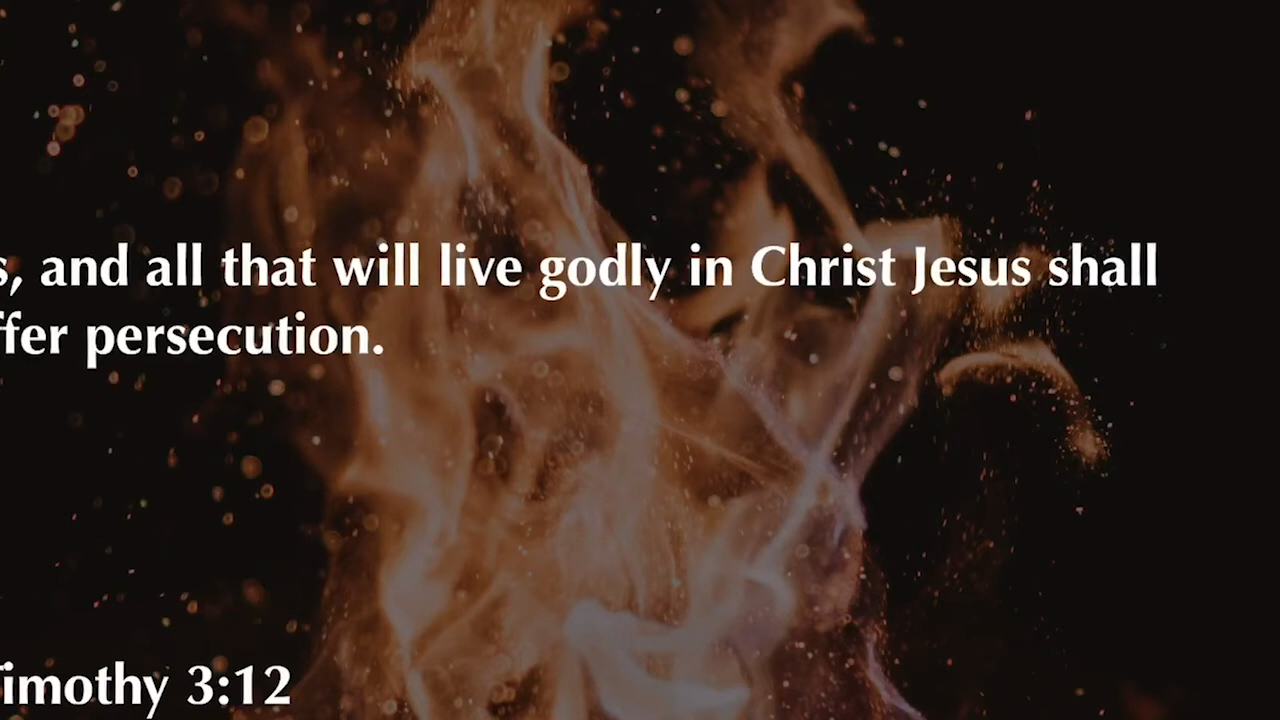 s, and all that will live godly in Christ Jesus shall
ffer persecution.
Timothy 3:12